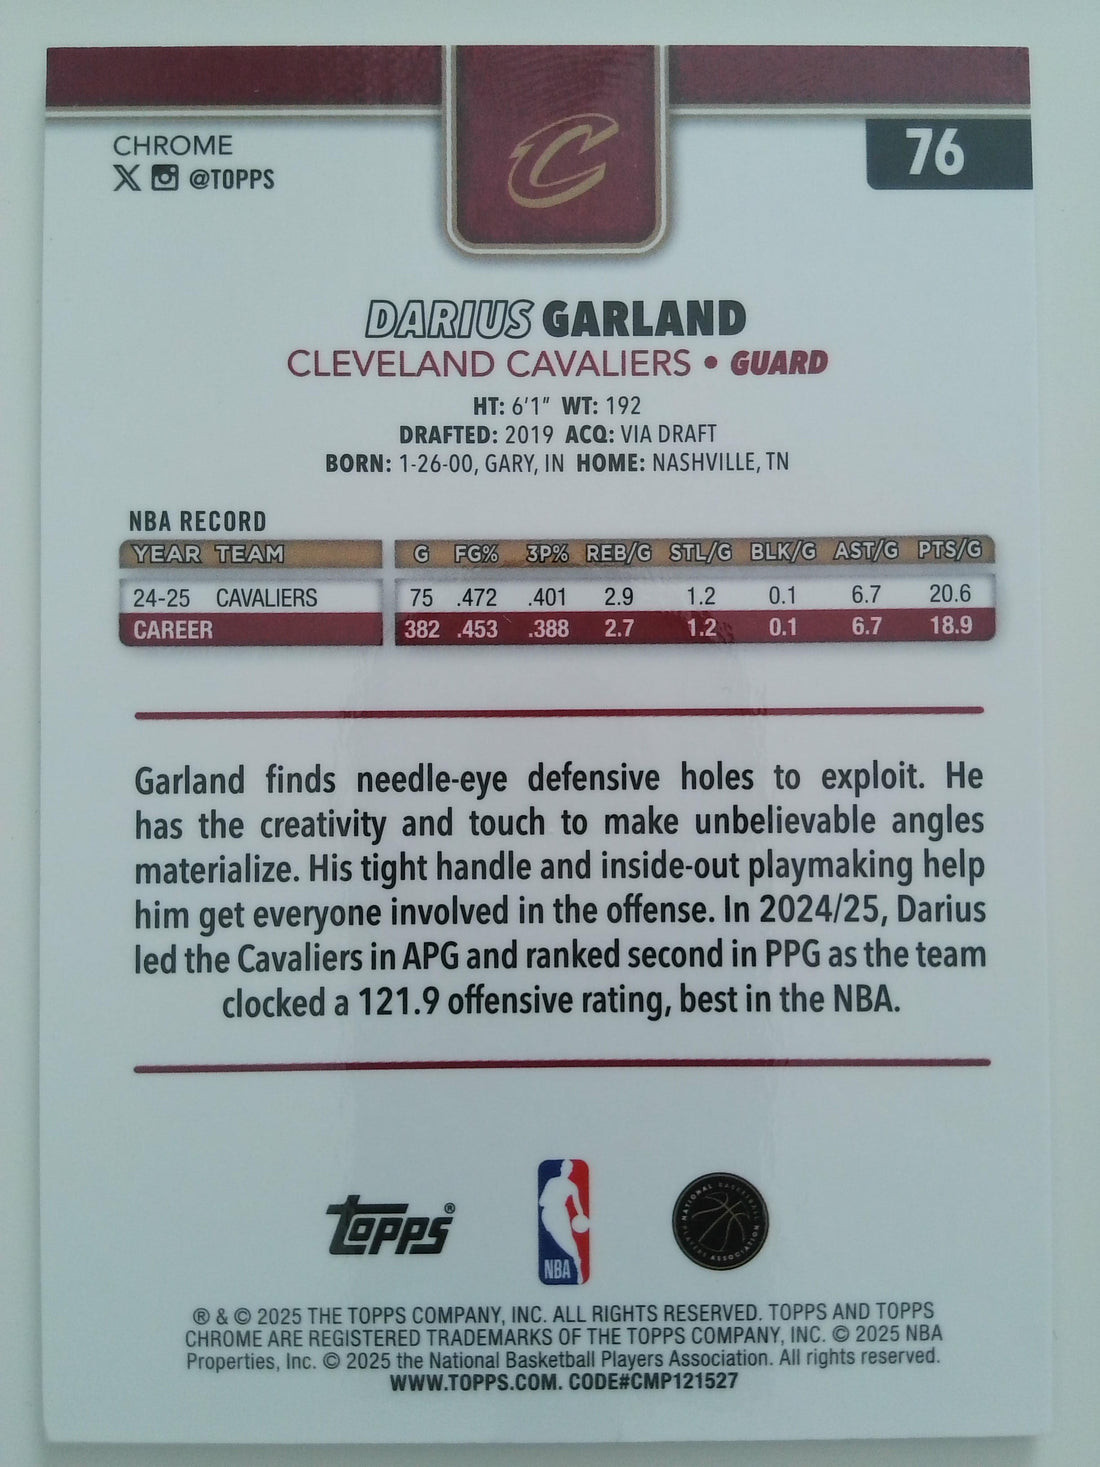 CHROME
X @TOPPS
76
DARIUS GARLAND
CLEVELAND CAVALIERS • GUARD
HT: 6'1" WT: 192
DRAFTED: 2019 ACQ: VIA DRAFT
BORN: 1-26-00, GARY, IN HOME: NASHVILLE, TN
NBA RECORD
YEAR TEAM G FG% 3P% REB/G STL/G BLK/G AST/G PTS/G
24-25 CAVALIERS 75 .472 .401 2.9 1.2 0.1 6.7 20.6
CAREER 382 .453 .388 2.7 1.2 0.1 6.7 18.9
Garland finds needle-eye defensive holes to exploit. He
has the creativity and touch to make unbelievable angles
materialize. His tight handle and inside-out playmaking help
him get everyone involved in the offense. In 2024/25, Darius
led the Cavaliers in APG and ranked second in PPG as the team
clocked a 121.9 offensive rating, best in the NBA.
topps®
NBA
NATIONAL BASKETBALL
PLAYERS ASSOCIATION
® & © 2025 THE TOPPS COMPANY, INC. ALL RIGHTS RESERVED. TOPPS AND TOPPS
CHROME ARE REGISTERED TRADEMARKS OF THE TOPPS COMPANY, INC. © 2025 NBA
Properties, Inc. © 2025 the National Basketball Players Association. All rights reserved.
WWW.TOPPS.COM. CODE#CMP121527